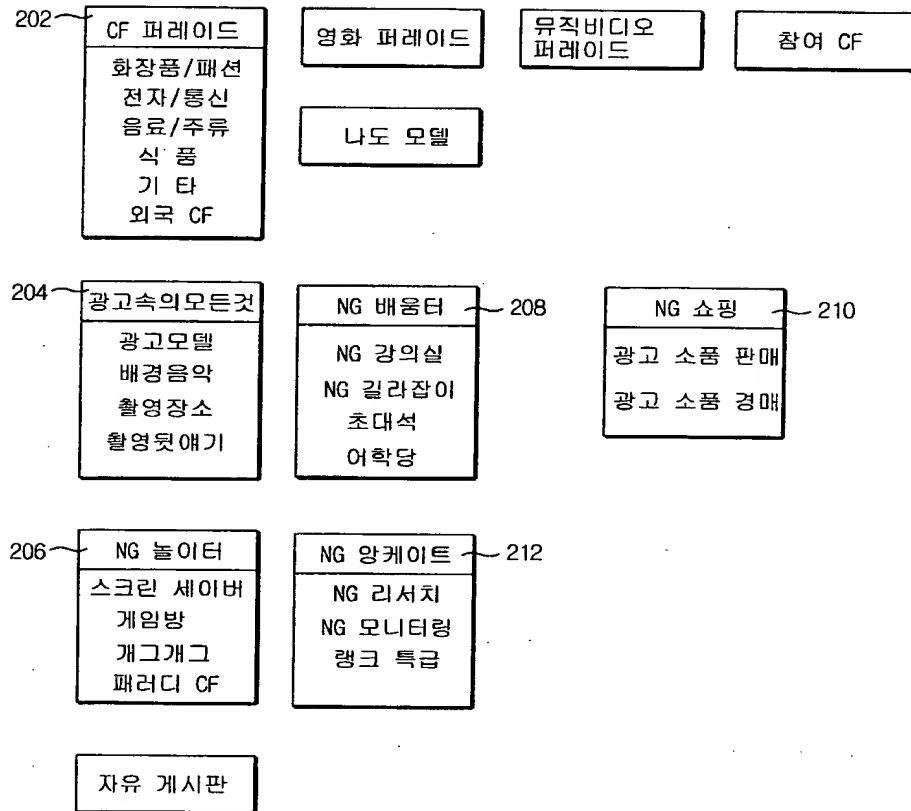 202
CF 퍼레이드
화장품/패션
전자/통신
음료/주류
식 품
기 타
외국 CF
영화 퍼레이드
뮤직비디오
퍼레이드
참여 CF
나도 모델
204
광고속의모든것
광고모델
배경음악
촬영장소
촬영뒷얘기
NG 배움터
208
NG 강의실
NG 길라잡이
초대석
어학당
NG 쇼핑
210
광고 소품 판매
광고 소품 경매
206
NG 놀이터
스크린 세이버
게임방
개그개그
패러디 CF
NG 앙케이트
212
NG 리서치
NG 모니터링
랭크 특급
자유 게시판